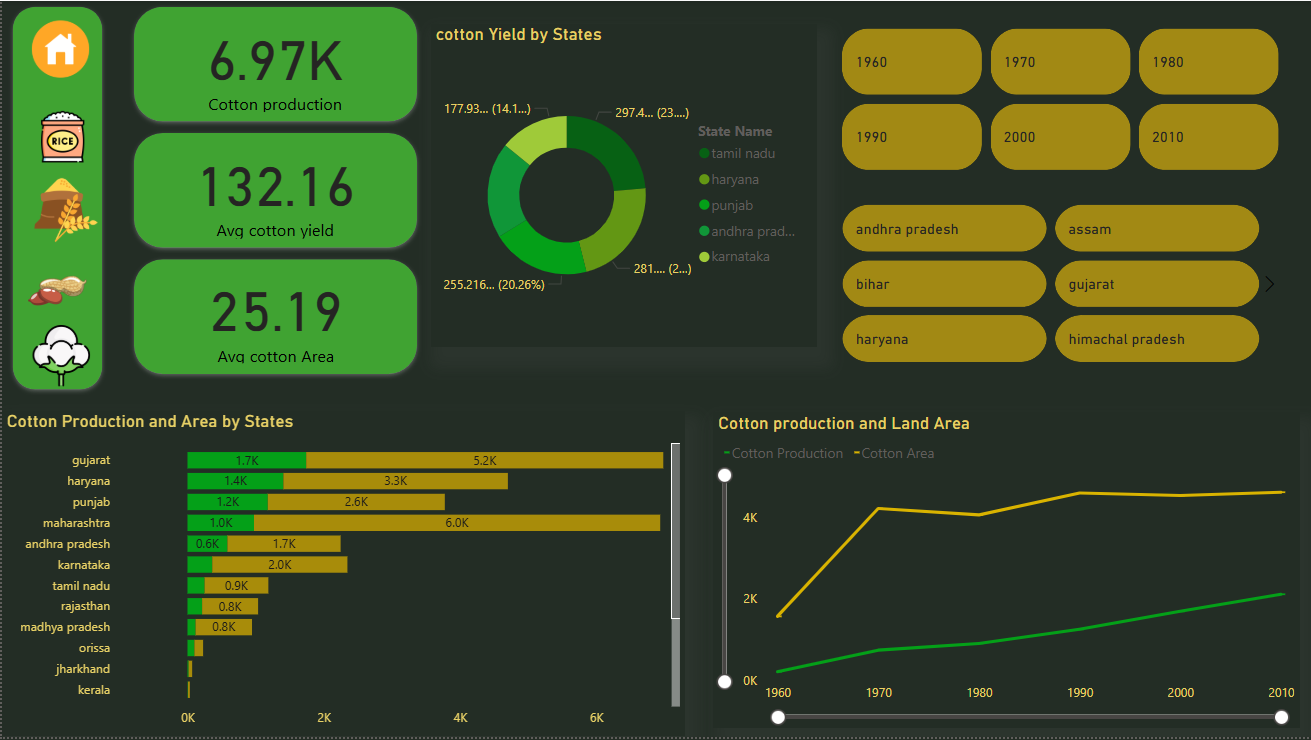 RICE
6.97K
Cotton production
132.16
Avg cotton yield
25.19
Avg cotton Area
cotton Yield by States
177.93... (14.1...)
297.4... (23....)
281.... (2...)
255.216... (20.26%)
State Name
tamil nadu
haryana
punjab
andhra prad...
karnataka
1960
1970
1980
1990
2000
2010
andhra pradesh
assam
bihar
gujarat
haryana
himachal pradesh
Cotton Production and Area by States
gujarat 1.7K 5.2K
haryana 1.4K 3.3K
punjab 1.2K 2.6K
maharashtra 1.0K 6.0K
andhra pradesh 0.6K 1.7K
karnataka 2.0K
tamil nadu 0.9K
rajasthan 0.8K
madhya pradesh 0.8K
orissa
jharkhand
kerala
0K 2K 4K 6K
Cotton production and Land Area
Cotton Production Cotton Area
4K
2K
0K
1960 1970 1980 1990 2000 2010